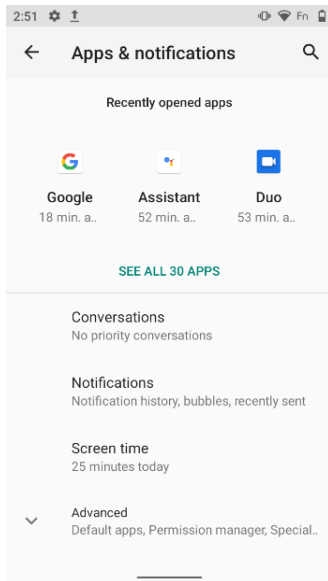 2:51 Fn
Apps & notifications
Recently opened apps
Google Assistant Duo
18 min. a.. 52 min. a.. 53 min. a..
SEE ALL 30 APPS
Conversations
No priority conversations
Notifications
Notification history, bubbles, recently sent
Screen time
25 minutes today
Advanced
Default apps, Permission manager, Special..